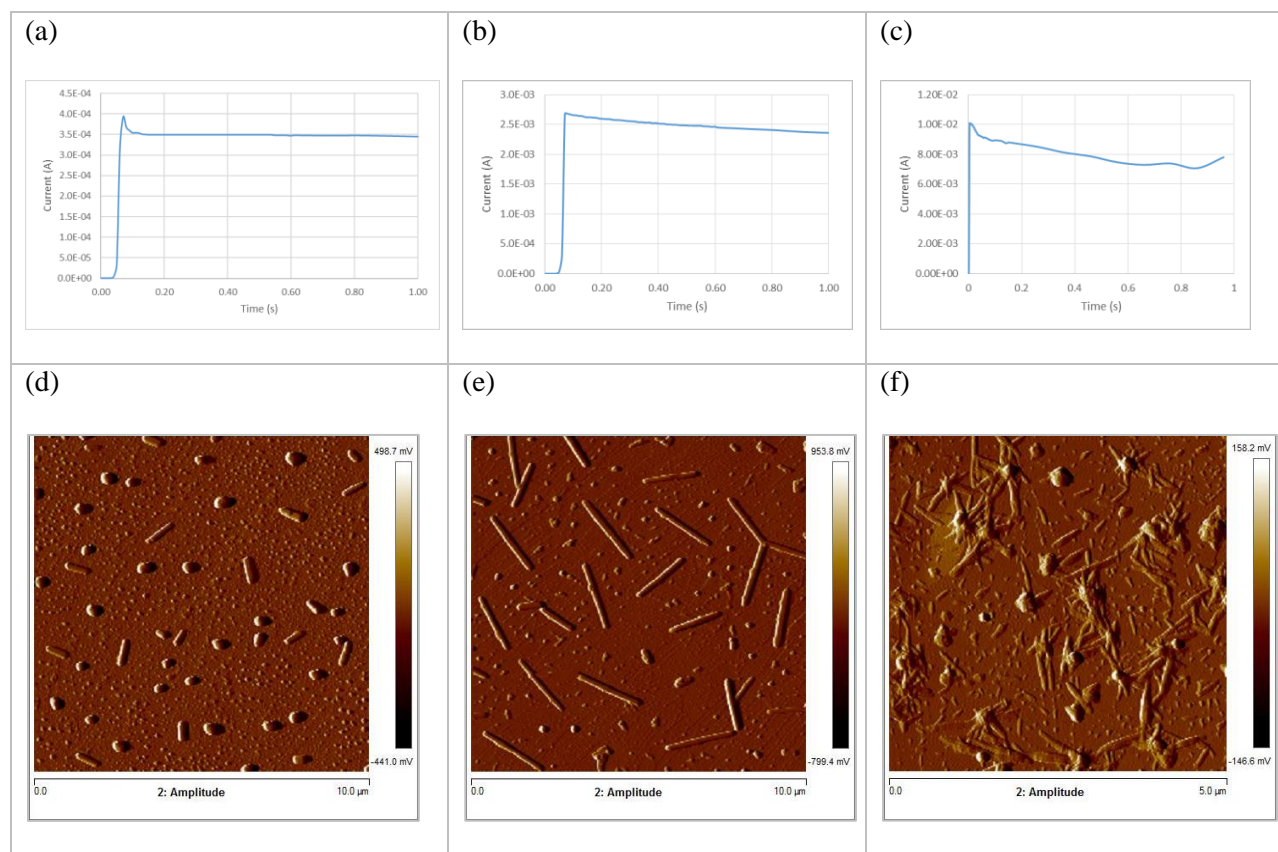 (a)
4.5E-04
4.0E-04
3.5E-04
3.0E-04
2.5E-04
2.0E-04
1.5E-04
1.0E-04
5.0E-05
0.0E+00
Current (A)
0.00 0.20 0.40 0.60 0.80 1.00
Time (s)
(b)
3.0E-03
2.5E-03
2.0E-03
1.5E-03
1.0E-03
5.0E-04
0.0E+00
Current (A)
0.00 0.20 0.40 0.60 0.80 1.00
Time (s)
(c)
1.20E-02
1.00E-02
8.00E-03
6.00E-03
4.00E-03
2.00E-03
0.00E+00
Current (A)
0 0.2 0.4 0.6 0.8 1
Time (s)
(d)
498.7 mV
-441.0 mV
0.0 2: Amplitude 10.0 µm
(e)
953.8 mV
-799.4 mV
0.0 2: Amplitude 10.0 µm
(f)
158.2 mV
-146.6 mV
0.0 2: Amplitude 5.0 µm